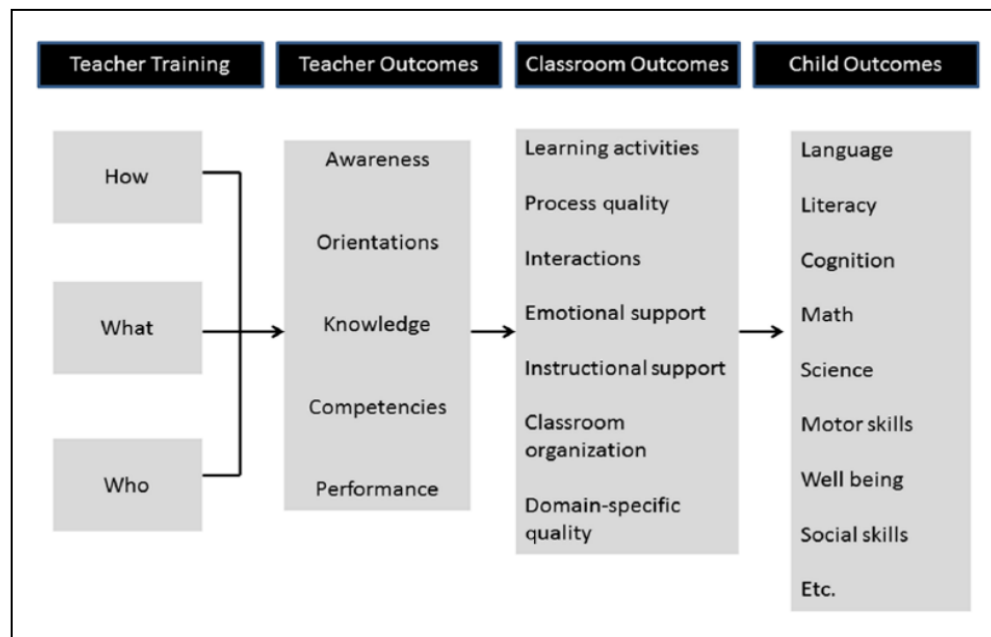 Teacher Training
Teacher Outcomes
Classroom Outcomes
Child Outcomes
How
What
Who
Awareness
Orientations
Knowledge
Competencies
Performance
Learning activities
Process quality
Interactions
Emotional support
Instructional support
Classroom
organization
Domain-specific
quality
Language
Literacy
Cognition
Math
Science
Motor skills
Well being
Social skills
Etc.